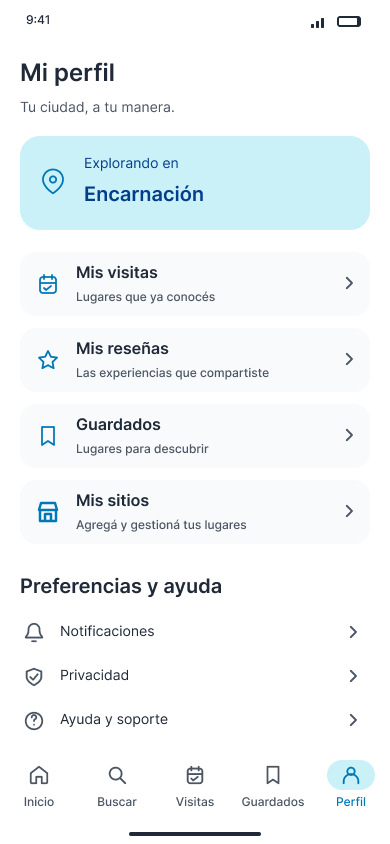 9:41
Mi perfil
Tu ciudad, a tu manera.
Explorando en
Encarnación
Mis visitas
Lugares que ya conocés
Mis reseñas
Las experiencias que compartiste
Guardados
Lugares para descubrir
Mis sitios
Agregá y gestioná tus lugares
Preferencias y ayuda
Notificaciones
Privacidad
Ayuda y soporte
Inicio
Buscar
Visitas
Guardados
Perfil